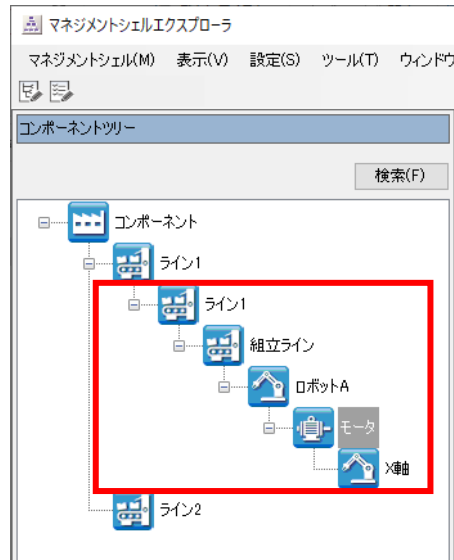 マネジメントシェルエクスプローラ
マネジメントシェル(M) 表示(V) 設定(S) ツール(T) ウィンドウ
コンポーネントツリー
検索(F)
コンポーネント
ライン1
ライン1
組立ライン
ロボットA
モータ
X軸
ライン2